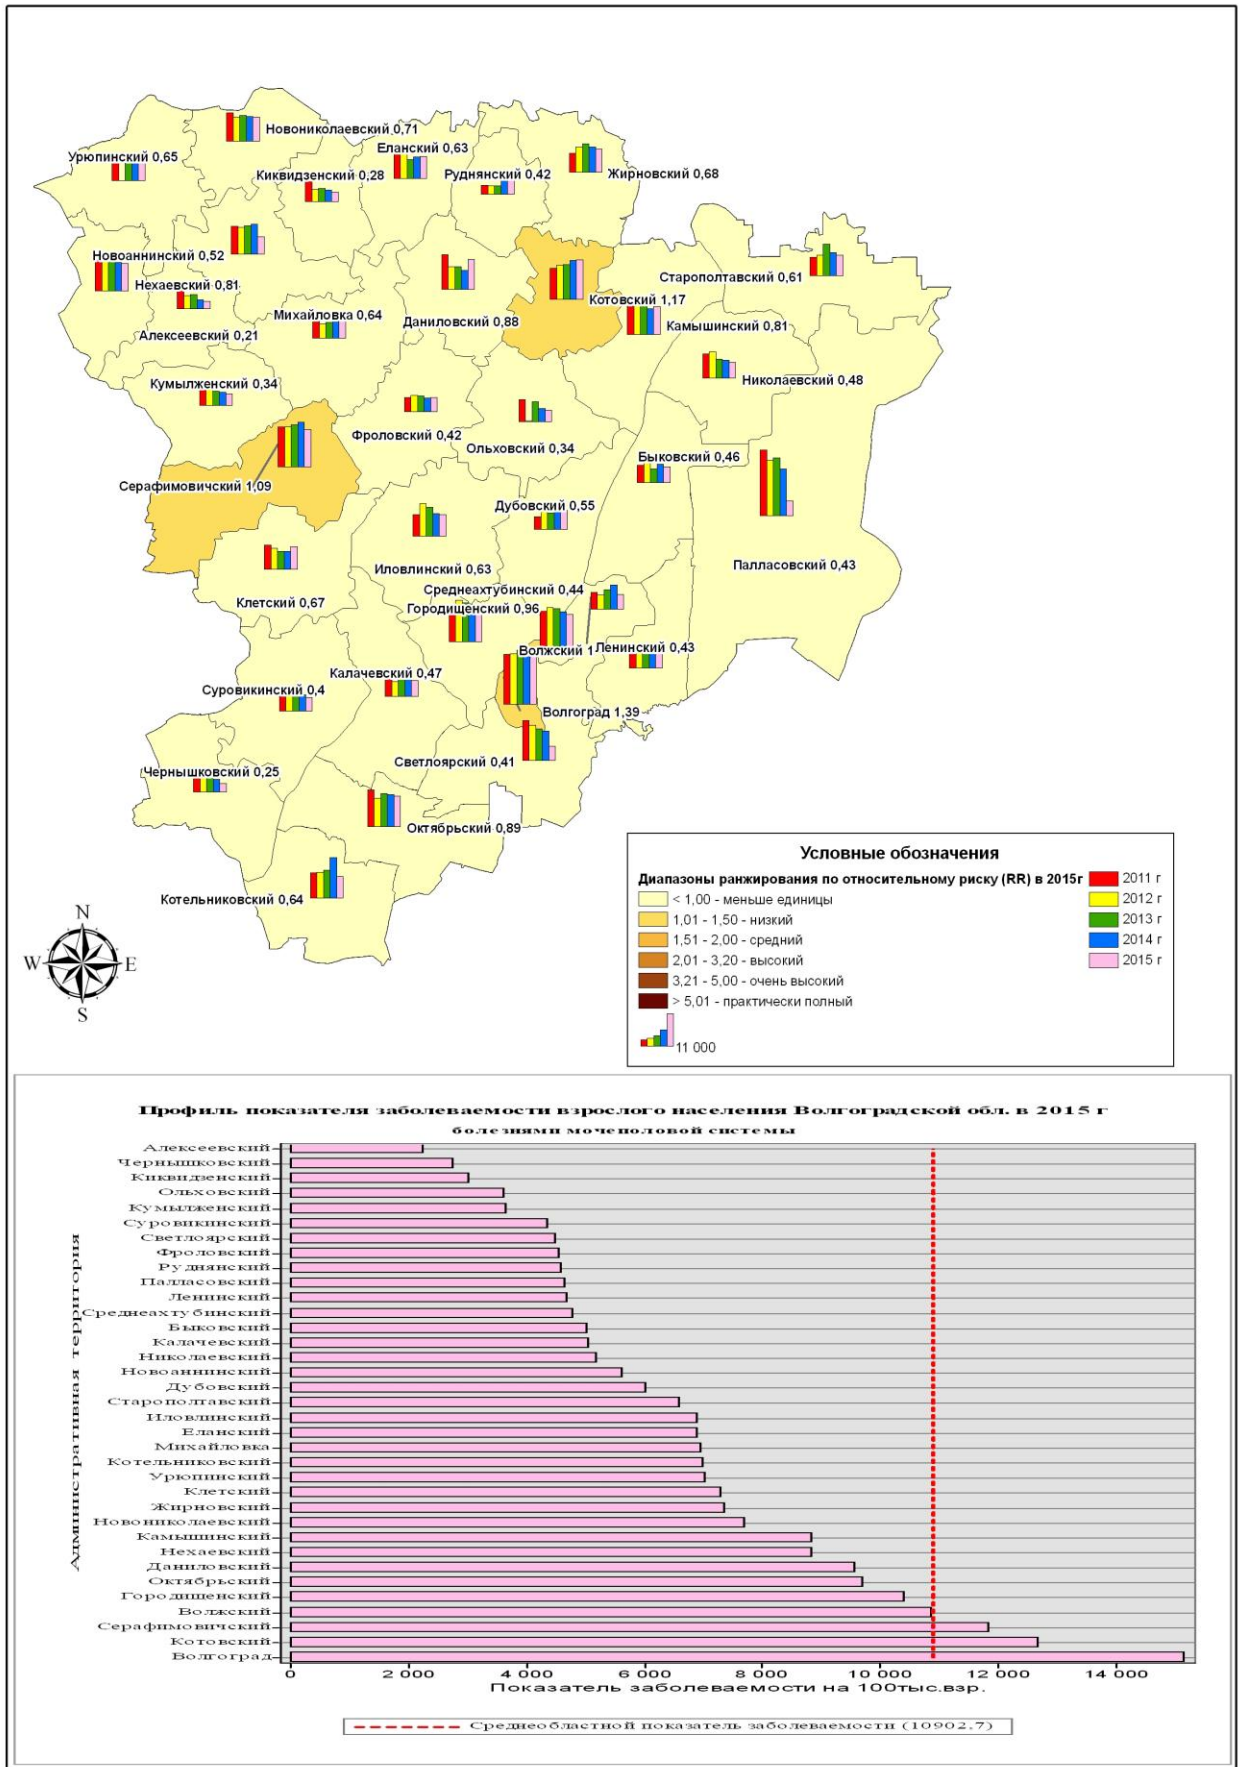 Новониколаевский 0,71
Урюпинский 0,65
Еланский 0,63
Киквидзенский 0,28
Руднянский 0,42
Жирновский 0,68
Новоаннинский 0,52
Нехаевский 0,81
Алексеевский 0,21
Михайловка 0,64
Даниловский 0,88
Котовский 1,17
Старополтавский 0,61
Камышинский 0,81
Николаевский 0,48
Кумылженский 0,34
Фроловский 0,42
Ольховский 0,34
Быковский 0,46
Серафимовичский 1,09
Дубовский 0,55
Иловлинский 0,63
Палласовский 0,43
Среднеахтубинский 0,44
Клетский 0,67
Городищенский 0,96
Волжский 1
Ленинский 0,43
Калачевский 0,47
Суровикинский 0,4
Волгоград 1,39
Светлоярский 0,41
Чернышковский 0,25
Октябрьский 0,89
Котельниковский 0,64
N
W E
S
Условные обозначения
Диапазоны ранжирования по относительному риску (RR) в 2015г
< 1,00 - меньше единицы
1,01 - 1,50 - низкий
1,51 - 2,00 - средний
2,01 - 3,20 - высокий
3,21 - 5,00 - очень высокий
> 5,01 - практически полный
11 000
2011 г
2012 г
2013 г
2014 г
2015 г
Профиль показателя заболеваемости взрослого населения Волгоградской обл. в 2015 г
болезнями мочеполовой системы
Административная территория
Алексеевский
Чернышковский
Киквидзенский
Ольховский
Кумылженский
Суровикинский
Светлоярский
Фроловский
Руднянский
Палласовский
Ленинский
Среднеахтубинский
Быковский
Калачевский
Николаевский
Новоаннинский
Дубовский
Старополтавский
Иловлинский
Еланский
Михайловка
Котельниковский
Урюпинский
Клетский
Жирновский
Новониколаевский
Камышинский
Нехаевский
Даниловский
Октябрьский
Городищенский
Волжский
Серафимовичский
Котовский
Волгоград
0 2 000 4 000 6 000 8 000 10 000 12 000 14 000
Показатель заболеваемости на 100тыс.взр.
Среднеобластной показатель заболеваемости (10902,7)